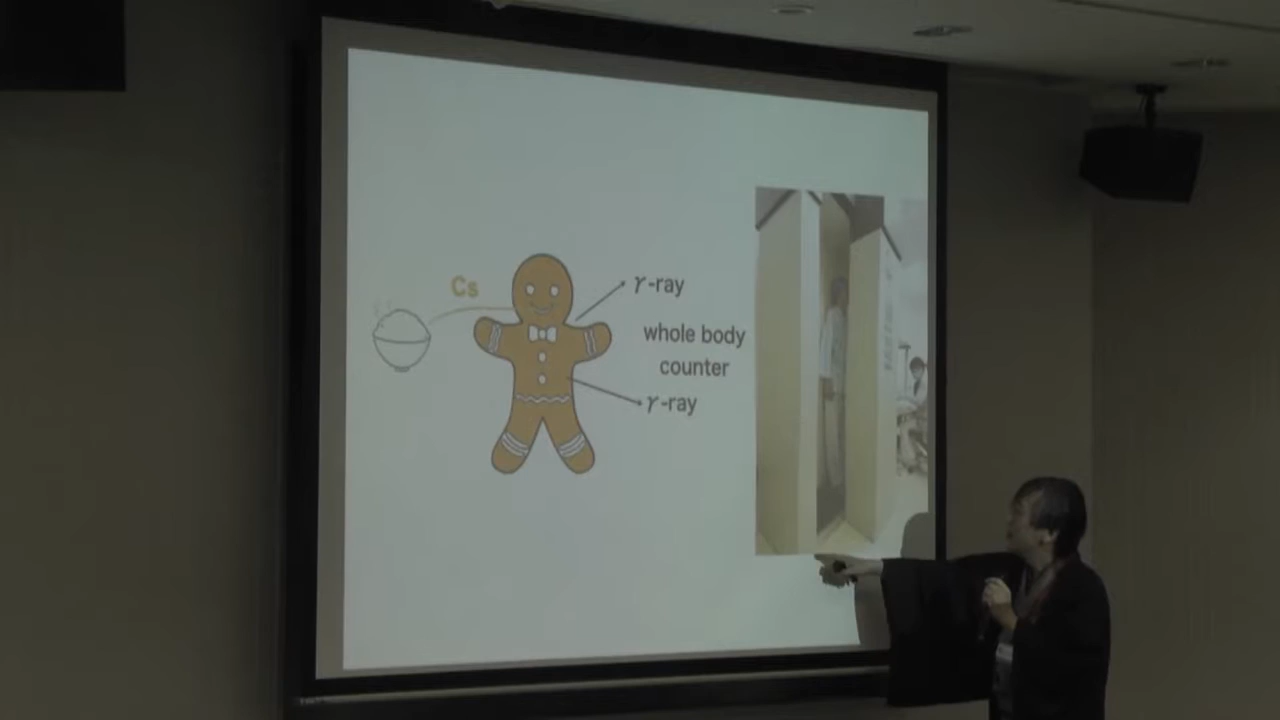 Cs
γ-ray
whole body
counter
γ-ray